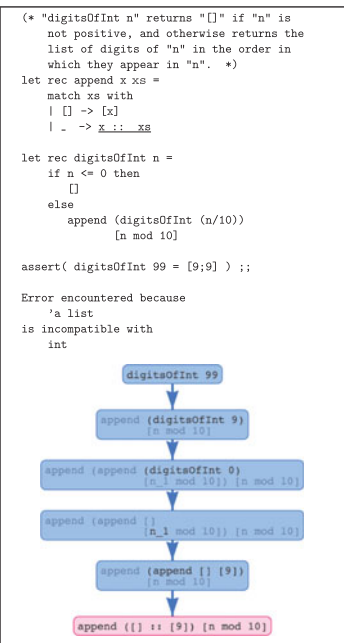 (* "digitsOfInt n" returns "[]" if "n" is
not positive, and otherwise returns the
list of digits of "n" in the order in
which they appear in "n".  *)
let rec append x xs =
match xs with
| [] -> [x]
| _  -> x ::  xs
let rec digitsOfInt n =
if n <= 0 then
[]
else
append (digitsOfInt (n/10))
[n mod 10]
assert( digitsOfInt 99 = [9;9] ) ;;
Error encountered because
'a list
is incompatible with
int
digitsOfInt 99
append (digitsOfInt 9)
[n mod 10]
append (append (digitsOfInt 0)
[n_1 mod 10]) [n mod 10]
append (append []
[n_1 mod 10]) [n mod 10]
append (append [] [9])
[n mod 10]
append ([] :: [9]) [n mod 10]